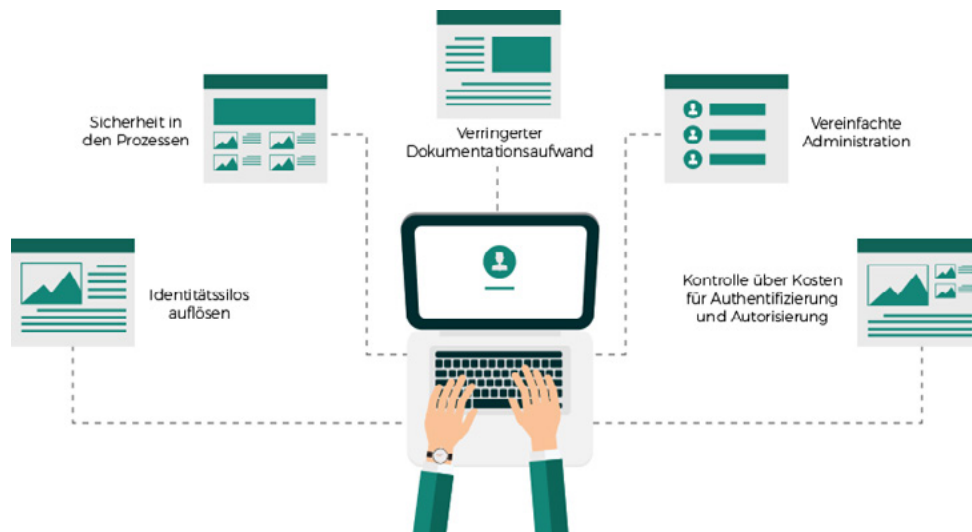 Sicherheit in
den Prozessen
Verringerter
Dokumentationsaufwand
Vereinfachte
Administration
Identitätssilos
auflösen
Kontrolle über Kosten
für Authentifizierung
und Autorisierung